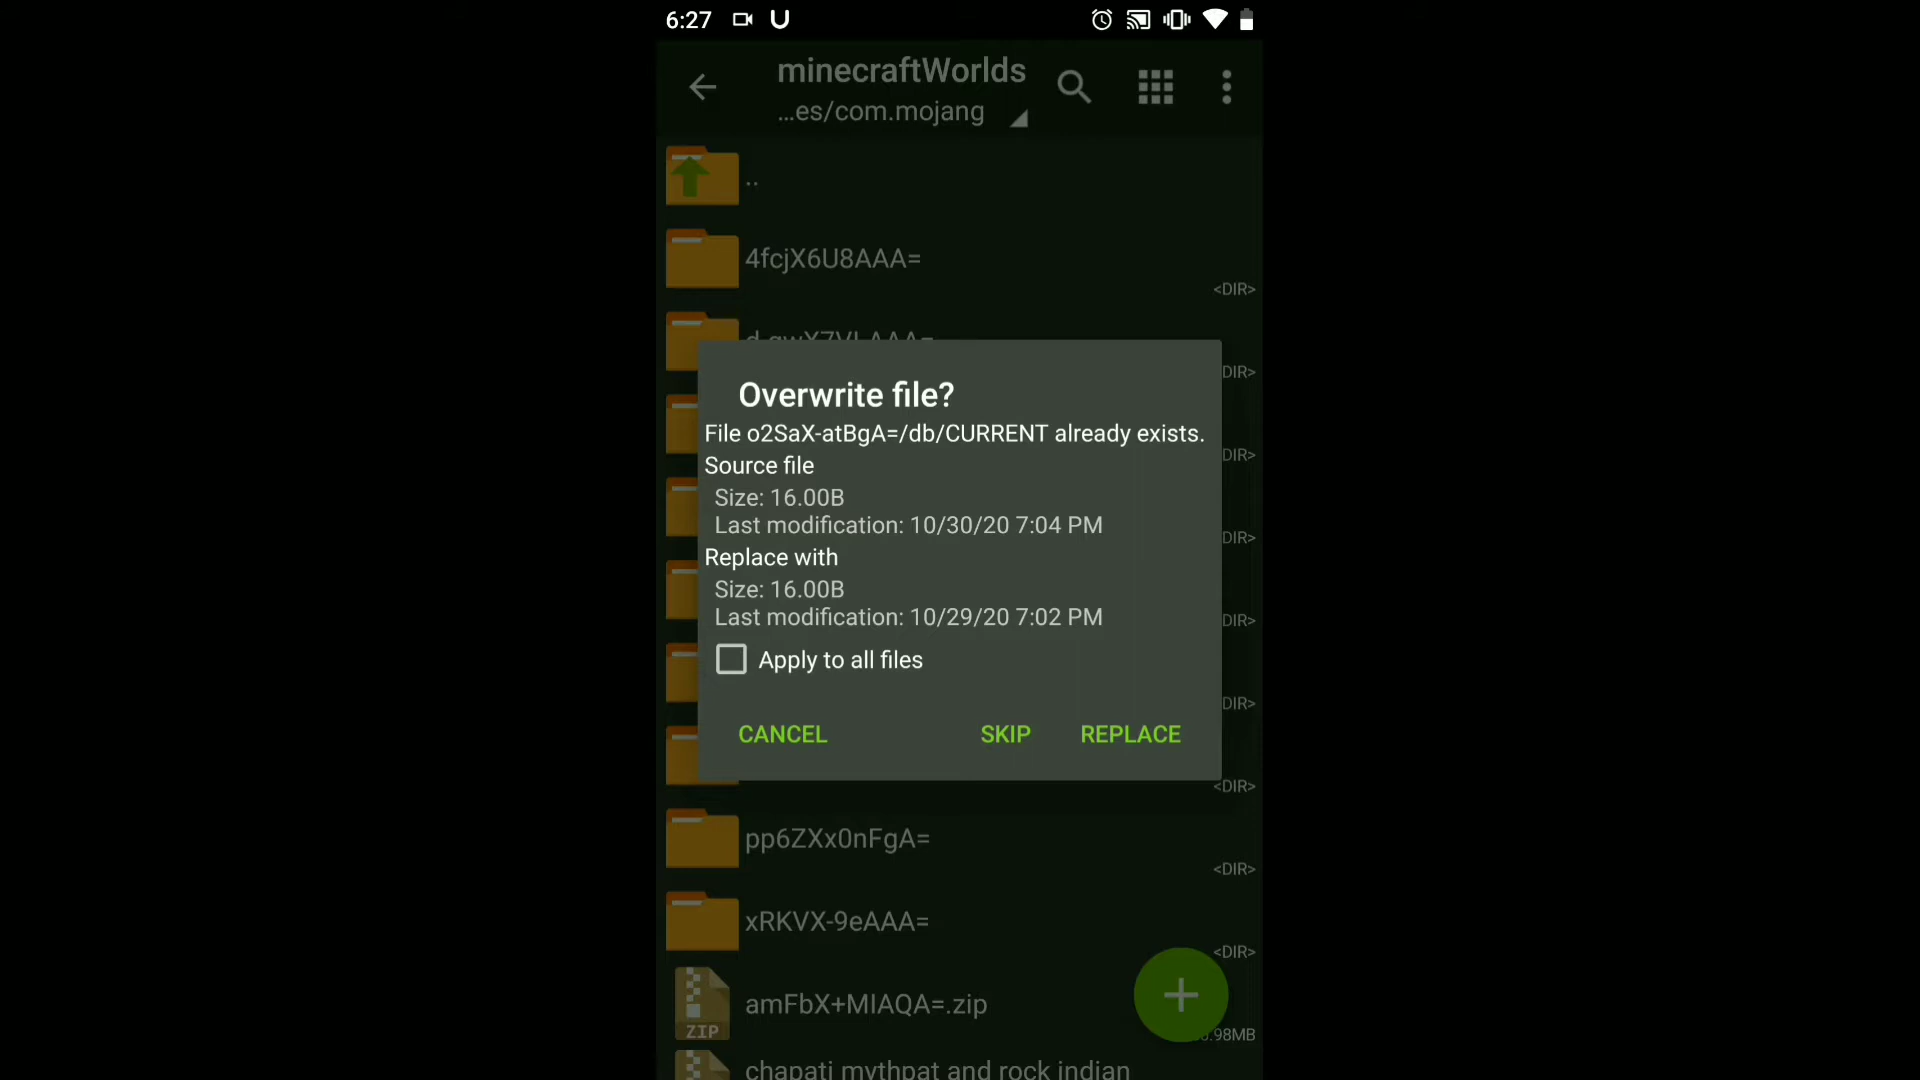 6:27
minecraftWorlds
...es/com.mojang
..
4fcjX6U8AAA=
<DIR>
DIR>
Overwrite file?
File o2SaX-atBgA=/db/CURRENT already exists.
Source file
Size: 16.00B
Last modification: 10/30/20 7:04 PM
Replace with
Size: 16.00B
Last modification: 10/29/20 7:02 PM
Apply to all files
CANCEL SKIP REPLACE
DIR>
DIR>
DIR>
DIR>
<DIR>
pp6ZXx0nFgA=
<DIR>
xRKVX-9eAAA=
<DIR>
amFbX+MIAQA=.zip
.98MB
ZIP
chapati mythpat and rock indian